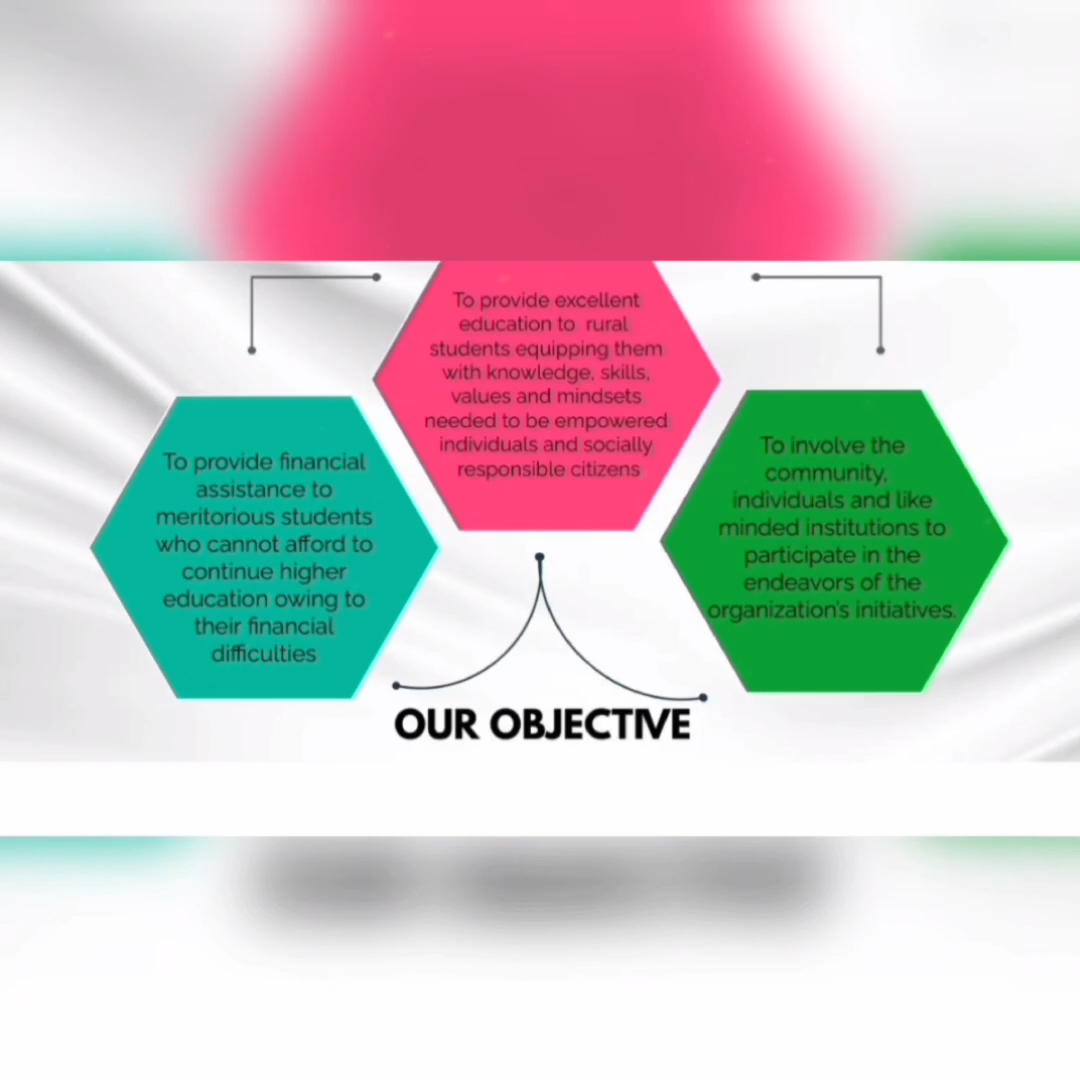 To provide excellent
education to rural
students equipping them
with knowledge, skills,
values and mindsets
needed to be empowered
individuals and socially
responsible citizens
To provide financial
assistance to
meritorious students
who cannot afford to
continue higher
education owing to
their financial
difficulties
To involve the
community,
individuals and like
minded institutions to
participate in the
endeavors of the
organization's initiatives.
OUR OBJECTIVE